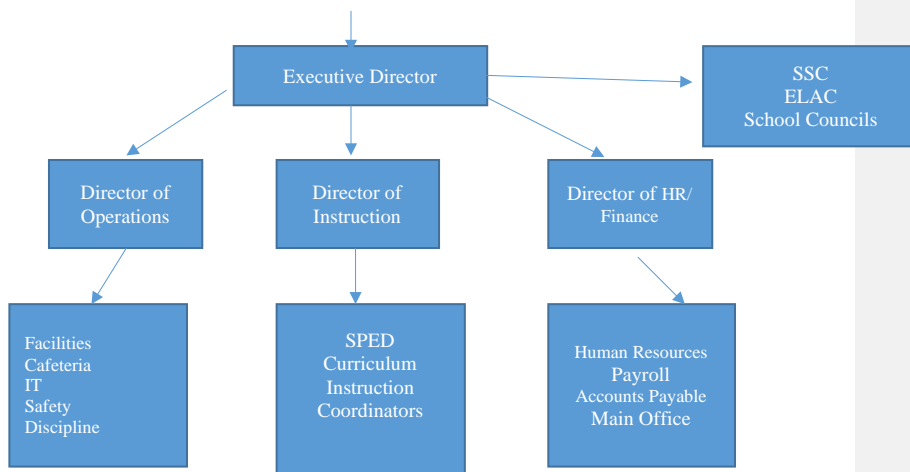 Executive Director
SSC
ELAC
School Councils
Director of
Operations
Director of
Instruction
Director of HR/
Finance
Facilities
Cafeteria
IT
Safety
Discipline
SPED
Curriculum
Instruction
Coordinators
Human Resources
Payroll
Accounts Payable
Main Office